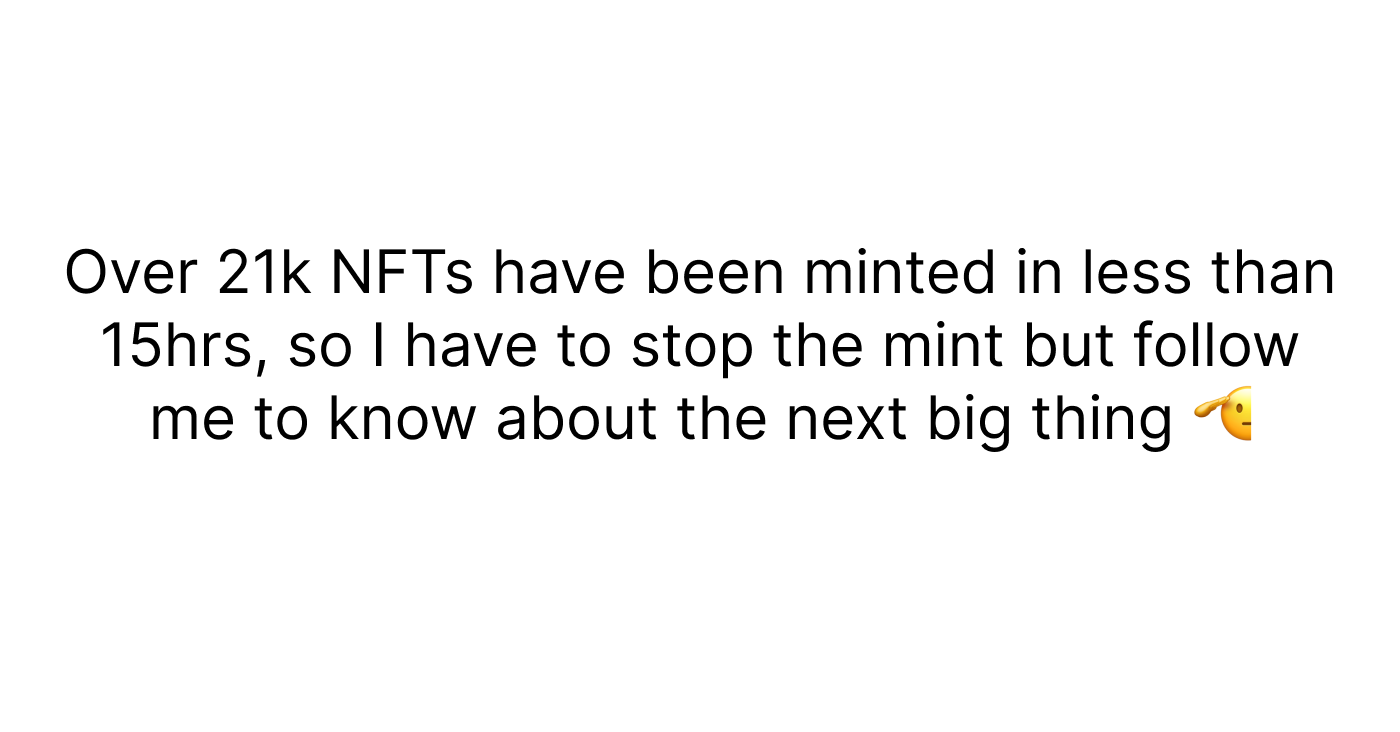 Over 21k NFTs have been minted in less than
15hrs, so I have to stop the mint but follow
me to know about the next big thing 🫡